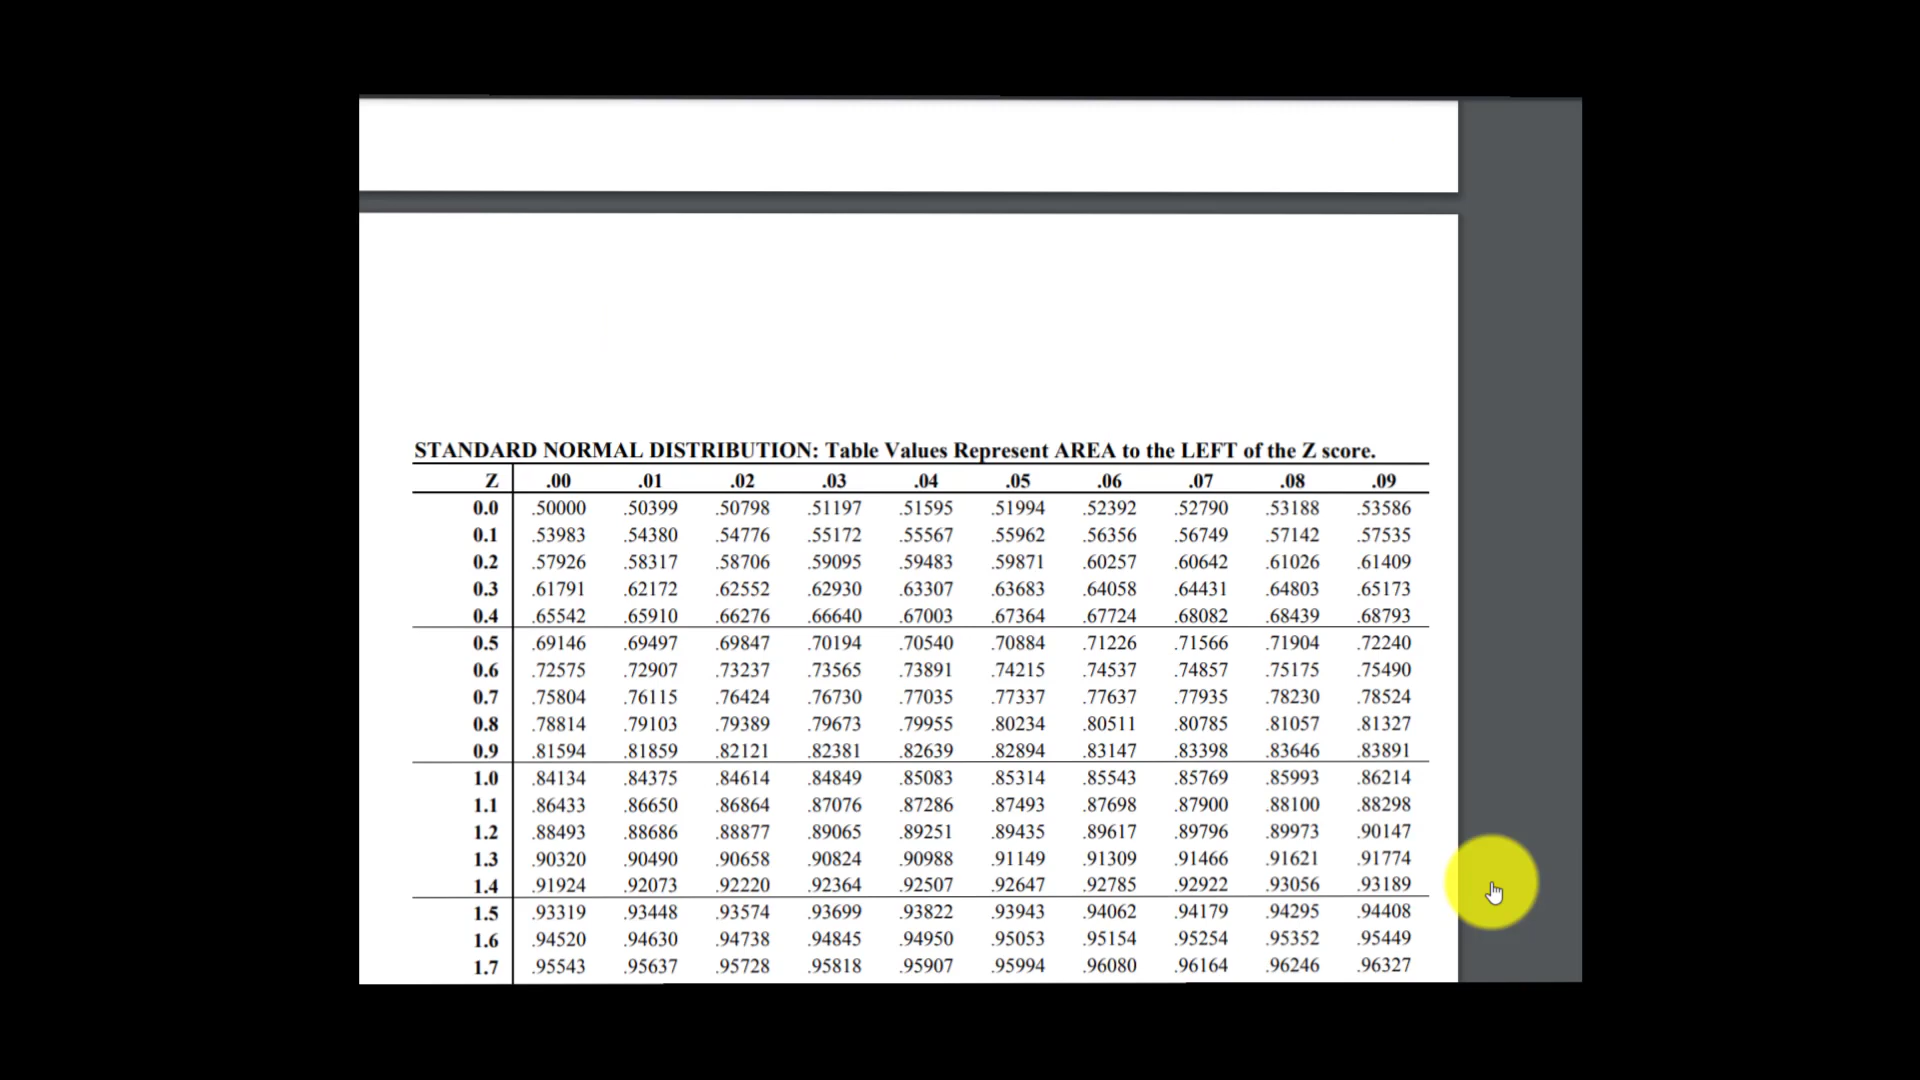 STANDARD NORMAL DISTRIBUTION: Table Values Represent AREA to the LEFT of the Z score.
Z .00 .01 .02 .03 .04 .05 .06 .07 .08 .09
0.0 .50000 .50399 .50798 .51197 .51595 .51994 .52392 .52790 .53188 .53586
0.1 .53983 .54380 .54776 .55172 .55567 .55962 .56356 .56749 .57142 .57535
0.2 .57926 .58317 .58706 .59095 .59483 .59871 .60257 .60642 .61026 .61409
0.3 .61791 .62172 .62552 .62930 .63307 .63683 .64058 .64431 .64803 .65173
0.4 .65542 .65910 .66276 .66640 .67003 .67364 .67724 .68082 .68439 .68793
0.5 .69146 .69497 .69847 .70194 .70540 .70884 .71226 .71566 .71904 .72240
0.6 .72575 .72907 .73237 .73565 .73891 .74215 .74537 .74857 .75175 .75490
0.7 .75804 .76115 .76424 .76730 .77035 .77337 .77637 .77935 .78230 .78524
0.8 .78814 .79103 .79389 .79673 .79955 .80234 .80511 .80785 .81057 .81327
0.9 .81594 .81859 .82121 .82381 .82639 .82894 .83147 .83398 .83646 .83891
1.0 .84134 .84375 .84614 .84849 .85083 .85314 .85543 .85769 .85993 .86214
1.1 .86433 .86650 .86864 .87076 .87286 .87493 .87698 .87900 .88100 .88298
1.2 .88493 .88686 .88877 .89065 .89251 .89435 .89617 .89796 .89973 .90147
1.3 .90320 .90490 .90658 .90824 .90988 .91149 .91309 .91466 .91621 .91774
1.4 .91924 .92073 .92220 .92364 .92507 .92647 .92785 .92922 .93056 .93189
1.5 .93319 .93448 .93574 .93699 .93822 .93943 .94062 .94179 .94295 .94408
1.6 .94520 .94630 .94738 .94845 .94950 .95053 .95154 .95254 .95352 .95449
1.7 .95543 .95637 .95728 .95818 .95907 .95994 .96080 .96164 .96246 .96327